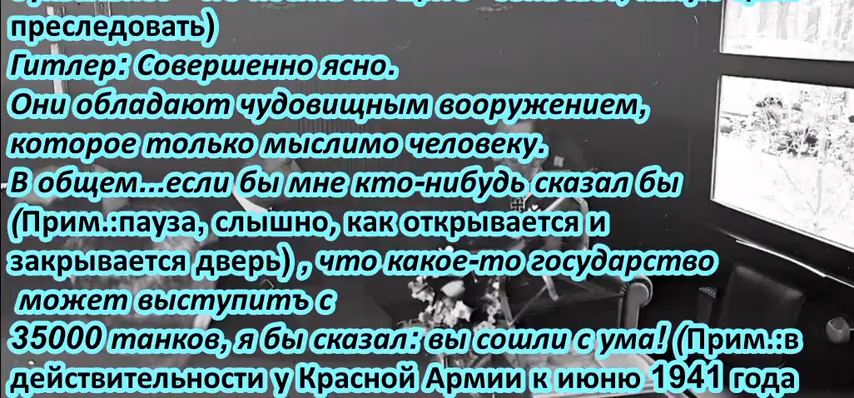 преследовать)
Гитлер: Совершенно ясно.
Они обладают чудовищным вооружением,
которое только мыслимо человеку.
В общем...если бы мне кто-нибудь сказал бы
(Прим.:пауза, слышно, как открывается и
закрывается дверь) , что какое-то государство
может выступитъ с
35000 танков, я бы сказал: вы сошли с ума! (Прим.:в
действительности у Красной Армии к июню 1941 года